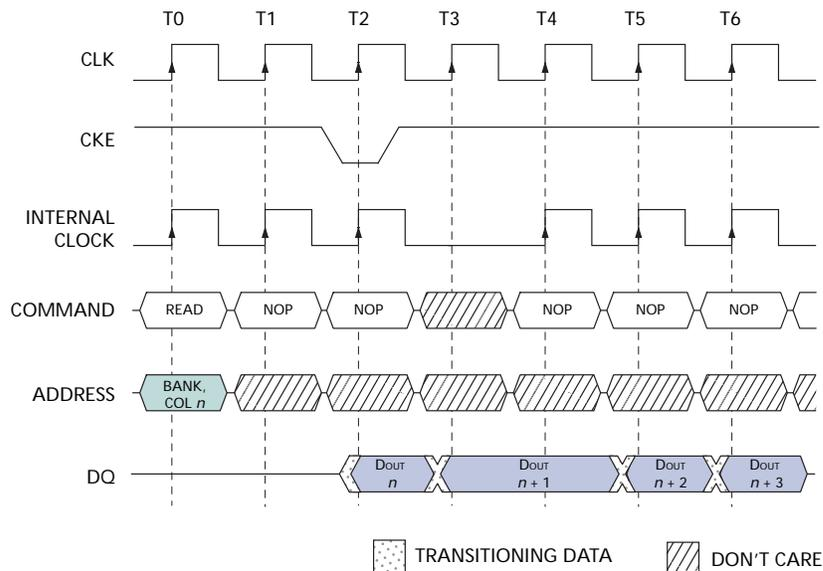 T0 T1 T2 T3 T4 T5 T6
CLK
CKE
INTERNAL
CLOCK
COMMAND READ NOP NOP NOP NOP NOP
ADDRESS BANK,
COL n
DQ DOUT DOUT DOUT DOUT
n n + 1 n + 2 n + 3
TRANSITIONING DATA DON'T CARE